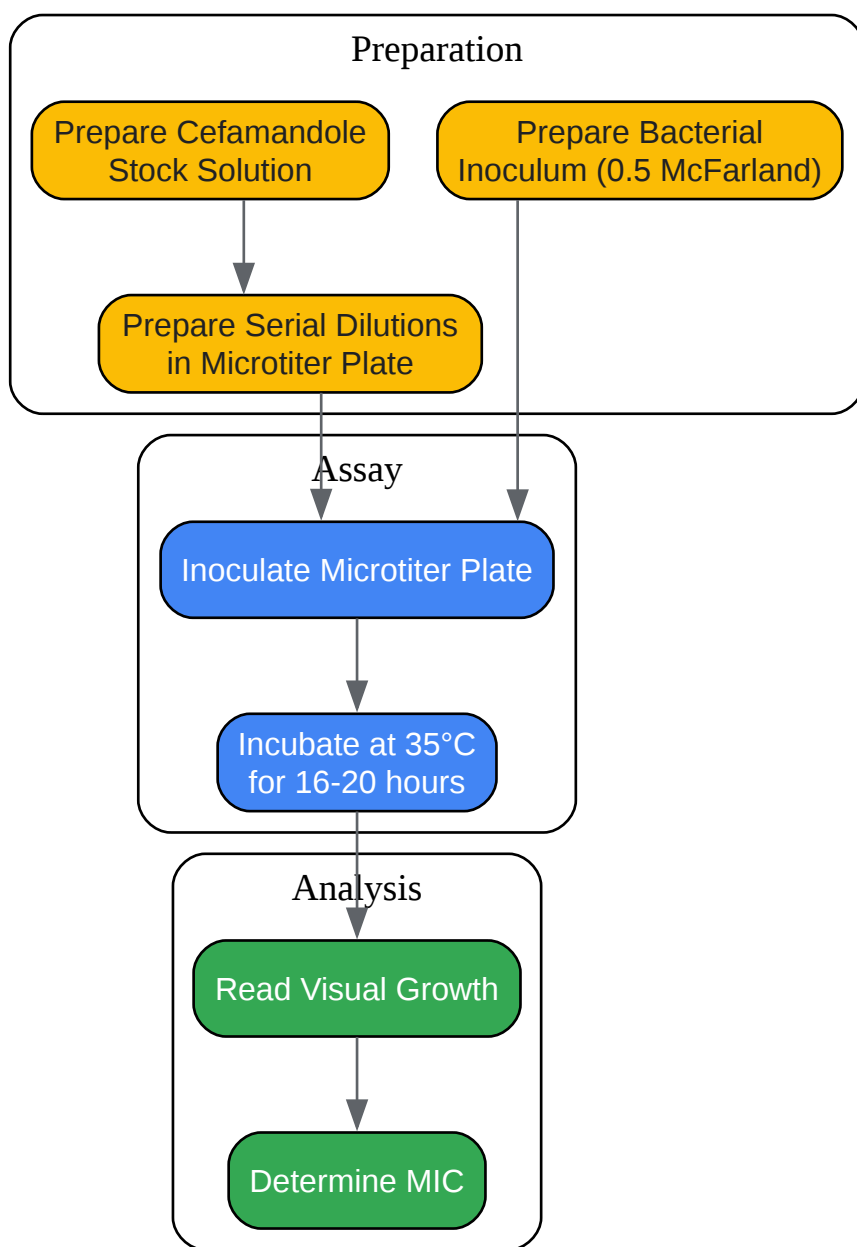 Preparation
Prepare Cefamandole
Stock Solution
Prepare Bacterial
Inoculum (0.5 McFarland)
Prepare Serial Dilutions
in Microtiter Plate
Assay
Inoculate Microtiter Plate
Incubate at 35°C
for 16-20 hours
Analysis
Read Visual Growth
Determine MIC